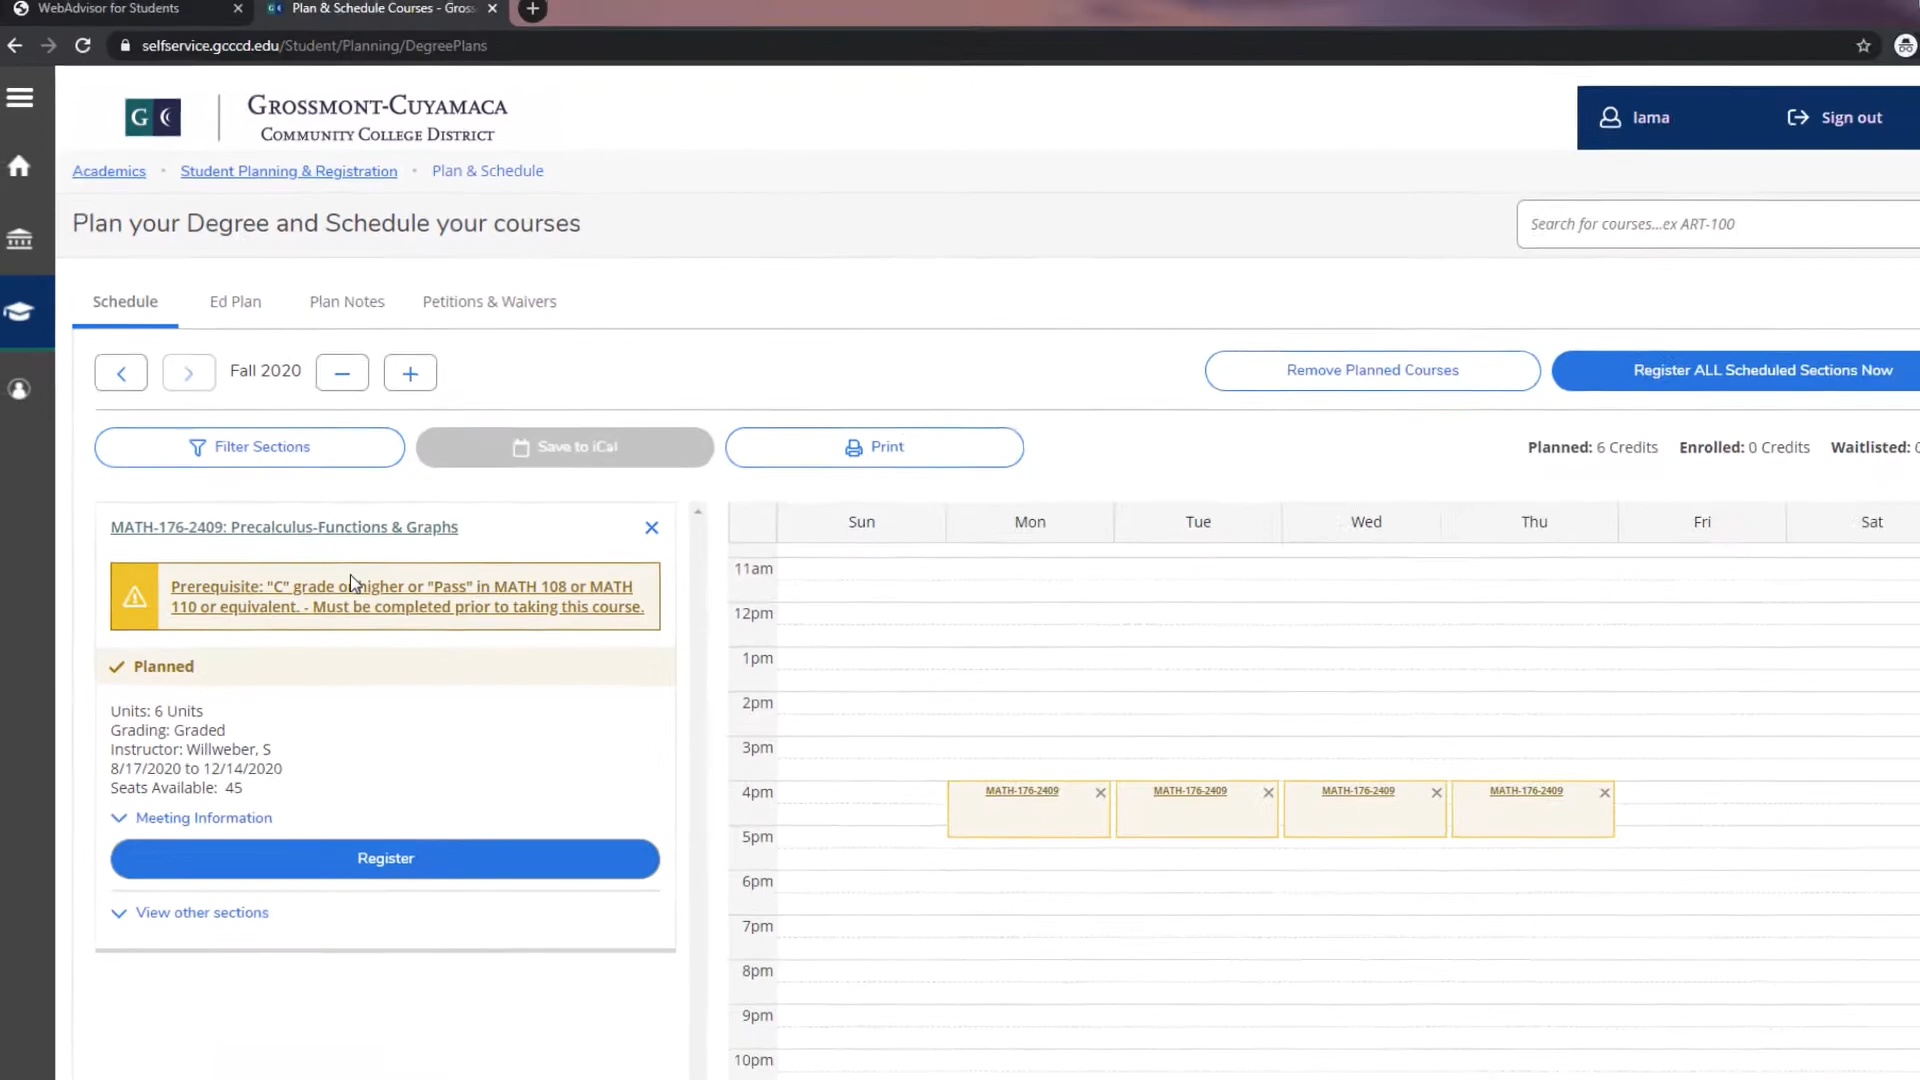 WebAdvisor for Students
Plan & Schedule Courses - Gros
selfservice.gcccd.edu/Student/Planning/DegreePlans
G C
GROSSMONT-CUYAMACA
COMMUNITY COLLEGE DISTRICT
lama
Sign out
Academics
Student Planning & Registration
Plan & Schedule
Plan your Degree and Schedule your courses
Search for courses...ex ART-100
Schedule
Ed Plan
Plan Notes
Petitions & Waivers
Fall 2020
Remove Planned Courses
Register ALL Scheduled Sections Now
Filter Sections
Save to iCal
Print
Planned: 6 Credits
Enrolled: 0 Credits
Waitlisted: 0
MATH-176-2409: Precalculus-Functions & Graphs
Prerequisite: "C" grade or higher or "Pass" in MATH 108 or MATH
110 or equivalent. - Must be completed prior to taking this course.
Planned
Units: 6 Units
Grading: Graded
Instructor: Willweber, S
8/17/2020 to 12/14/2020
Seats Available: 45
Meeting Information
Register
View other sections
Sun
Mon
Tue
Wed
Thu
Fri
Sat
11am
12pm
1pm
2pm
3pm
4pm
MATH-176-2409
MATH-176-2409
MATH-176-2409
MATH-176-2409
5pm
6pm
7pm
8pm
9pm
10pm